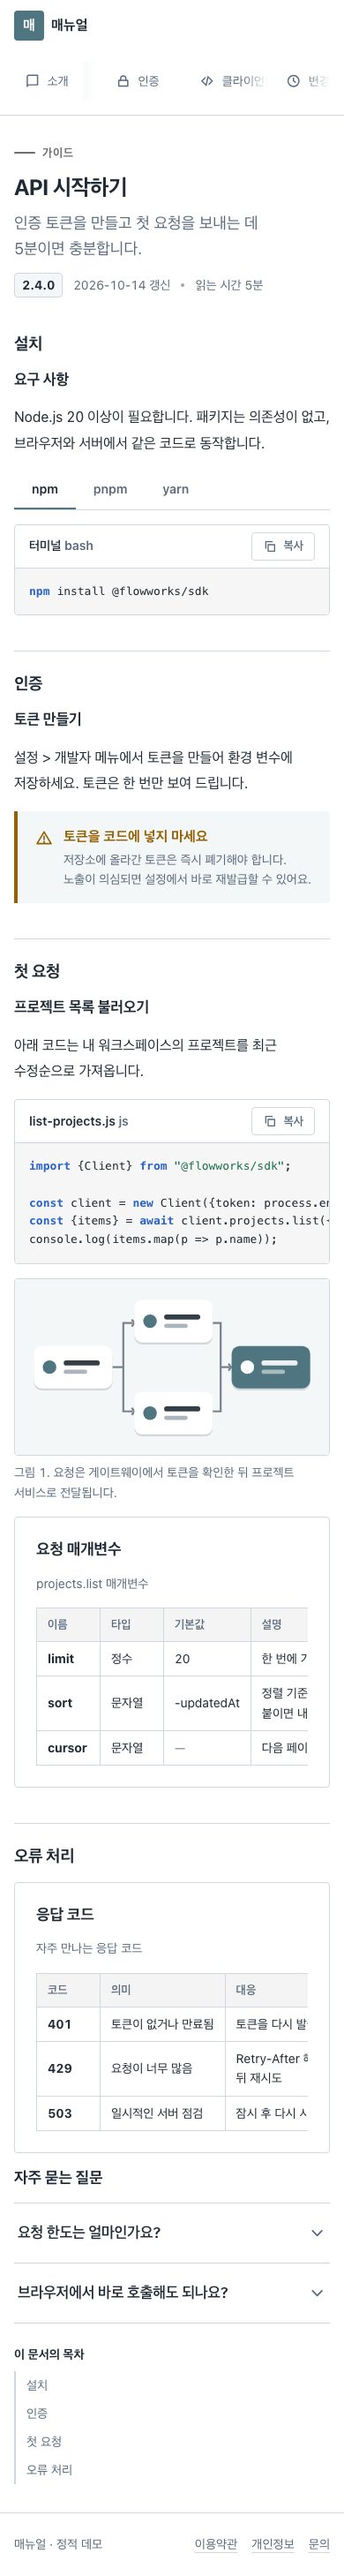 매 매뉴얼
소개 인증 클라이언 변경
가이드
API 시작하기
인증 토큰을 만들고 첫 요청을 보내는 데
5분이면 충분합니다.
2.4.0 2026-10-14 갱신 • 읽는 시간 5분
설치
요구 사항
Node.js 20 이상이 필요합니다. 패키지는 의존성이 없고,
브라우저와 서버에서 같은 코드로 동작합니다.
npm pnpm yarn
터미널 bash 복사
npm install @flowworks/sdk
인증
토큰 만들기
설정 > 개발자 메뉴에서 토큰을 만들어 환경 변수에
저장하세요. 토큰은 한 번만 보여 드립니다.
토큰을 코드에 넣지 마세요
저장소에 올라간 토큰은 즉시 폐기해야 합니다.
노출이 의심되면 설정에서 바로 재발급할 수 있어요.
첫 요청
프로젝트 목록 불러오기
아래 코드는 내 워크스페이스의 프로젝트를 최근
수정순으로 가져옵니다.
list-projects.js js 복사
import {Client} from "@flowworks/sdk";
const client = new Client({token: process.en
const {items} = await client.projects.list({
console.log(items.map(p => p.name));
그림 1. 요청은 게이트웨이에서 토큰을 확인한 뒤 프로젝트
서비스로 전달됩니다.
요청 매개변수
projects.list 매개변수
이름 타입 기본값 설명
limit 정수 20 한 번에 가
sort 문자열 -updatedAt 정렬 기준
붙이면 내
cursor 문자열 — 다음 페이
오류 처리
응답 코드
자주 만나는 응답 코드
코드 의미 대응
401 토큰이 없거나 만료됨 토큰을 다시 발
429 요청이 너무 많음 Retry-After 헤
뒤 재시도
503 일시적인 서버 점검 잠시 후 다시 시
자주 묻는 질문
요청 한도는 얼마인가요?
브라우저에서 바로 호출해도 되나요?
이 문서의 목차
설치
인증
첫 요청
오류 처리
매뉴얼 · 정적 데모 이용약관 개인정보 문의